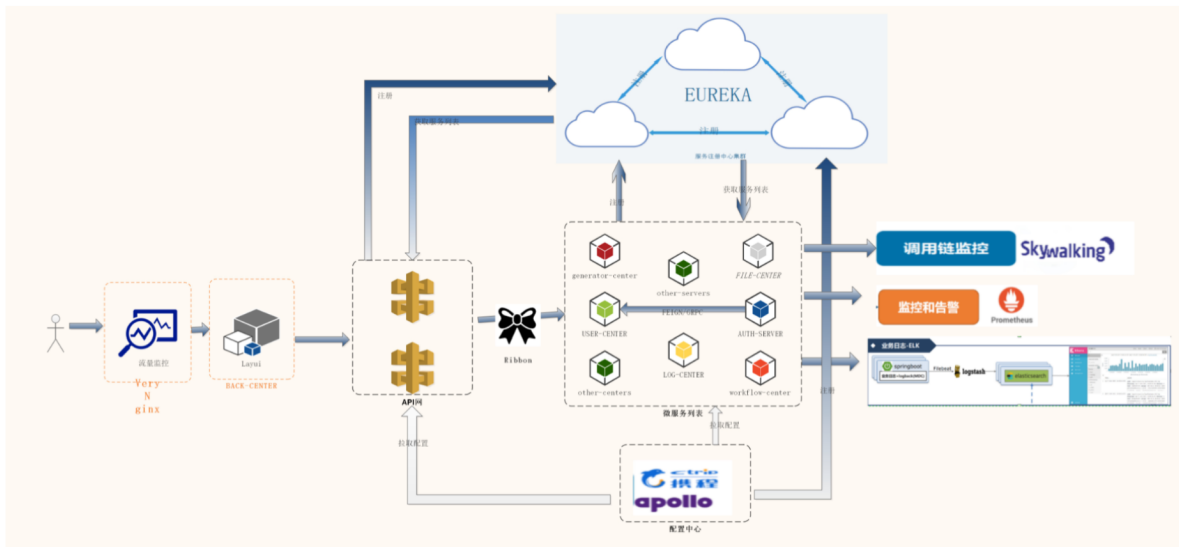 注册
获取服务列表
注册
注册
EUREKA
注册
服务注册中心集群
注册
获取服务列表
调用链监控
Skywalking
generator-center
other-servers
FILE-CENTER
监控和告警
Prometheus
USER-CENTER
FEIGN/GRPC
AUTH-SERVER
流量监控
Very
N
ginx
Layui
BACK-CENTER
Ribbon
LOG-CENTER
other-centers
workflow-center
API网
微服务列表
业务日志-ELK
springboot
Filebeat
logstash
elasticsearch
注册
拉取配置
拉取配置
ctrip
携程
apollo
配置中心